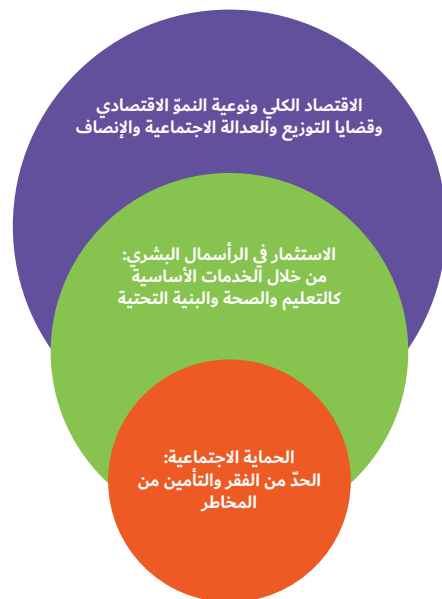 الاقتصاد الكلي ونوعية النموّ الاقتصادي
وقضايا التوزيع والعدالة الاجتماعية والإنصاف
الاستثمار في الرأسمال البشري:
من خلال الخدمات الأساسية
كالتعليم والصحة والبنية التحتية
الحماية الاجتماعية:
الحدّ من الفقر والتأمين من
المخاطر